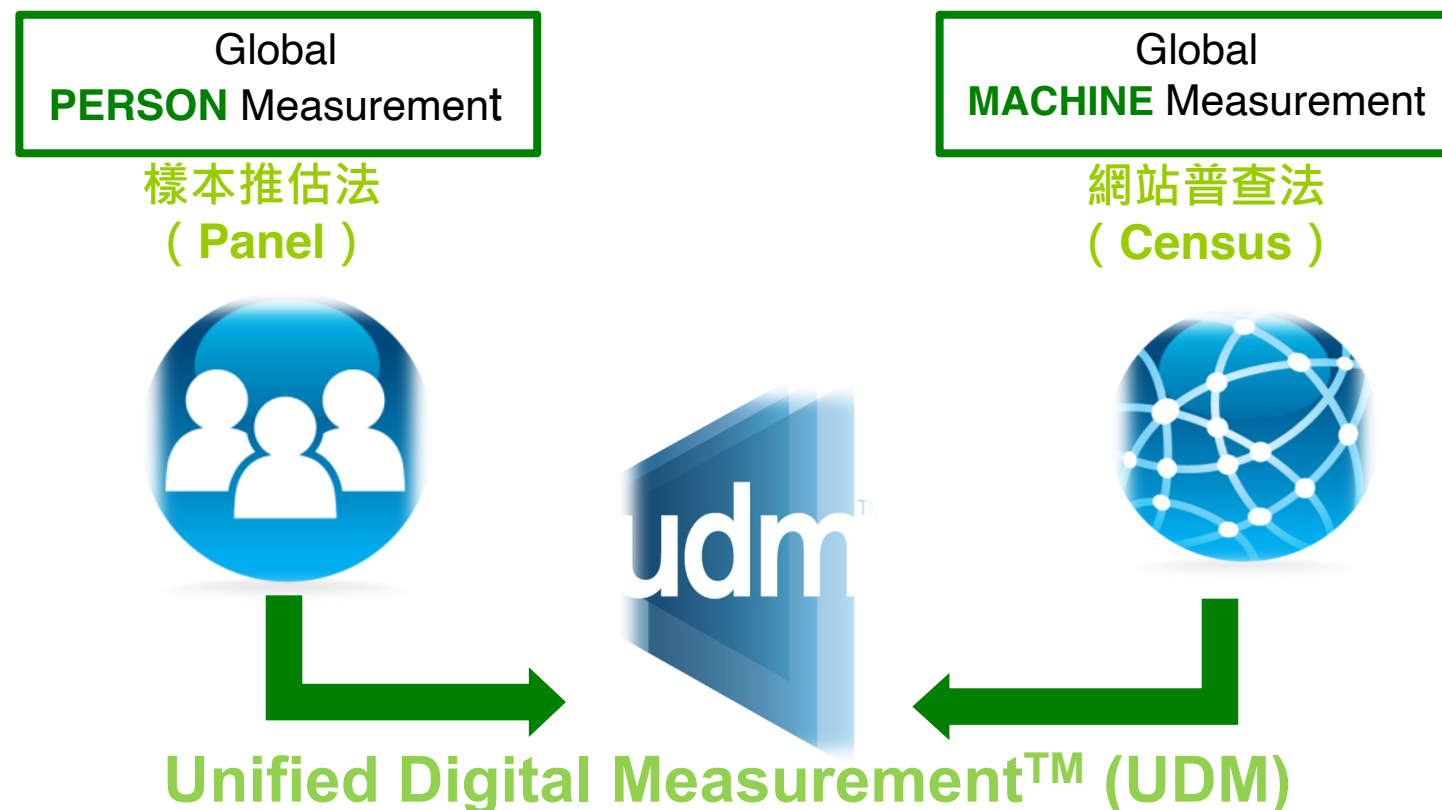 Global
PERSON Measurement
樣本推估法
（Panel）
Global
MACHINE Measurement
網站普查法
（Census）
udm™
Unified Digital Measurement™ (UDM)